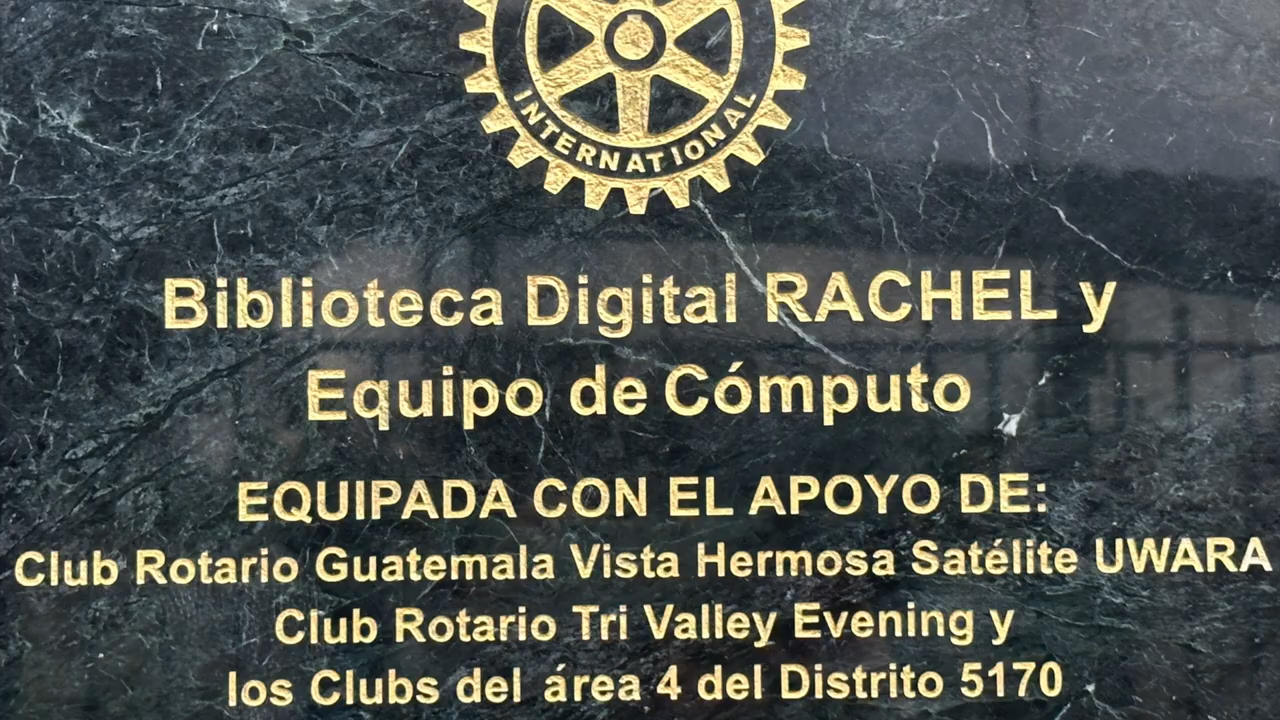 INTERNATIONAL
Biblioteca Digital RACHEL y
Equipo de Cómputo
EQUIPADA CON EL APOYO DE:
Club Rotario Guatemala Vista Hermosa Satélite UWARA
Club Rotario Tri Valley Evening y
los Clubs del área 4 del Distrito 5170